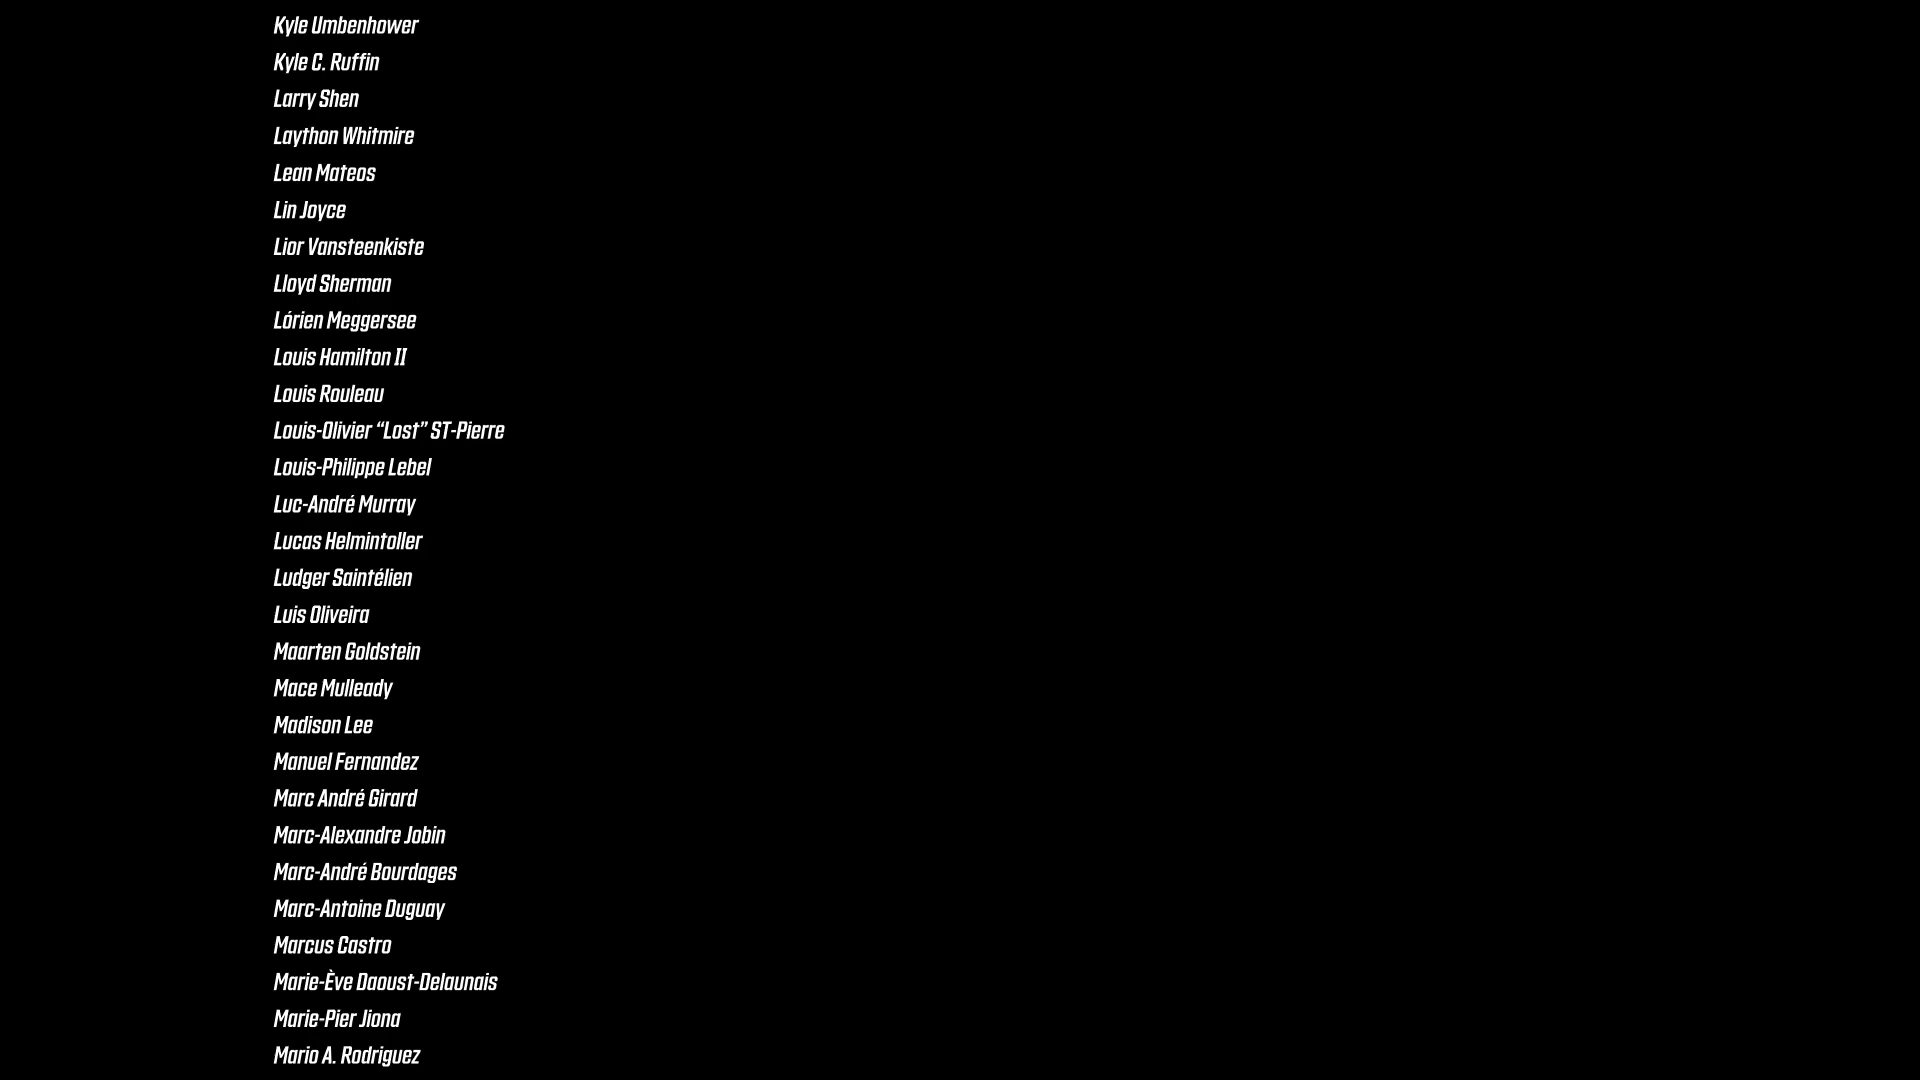 Kyle Umbenhower
Kyle C. Ruffin
Larry Shen
Laython Whitmire
Lean Mateos
Lin Joyce
Lior Vansteenkiste
Lloyd Sherman
Lórien Meggersee
Louis Hamilton II
Louis Rouleau
Louis-Olivier “Lost” ST-Pierre
Louis-Philippe Lebel
Luc-André Murray
Lucas Helmintoller
Ludger Saintélien
Luis Oliveira
Maarten Goldstein
Mace Mulleady
Madison Lee
Manuel Fernandez
Marc André Girard
Marc-Alexandre Jobin
Marc-André Bourdages
Marc-Antoine Duguay
Marcus Castro
Marie-Ève Daoust-Delaunais
Marie-Pier Jiona
Mario A. Rodriguez